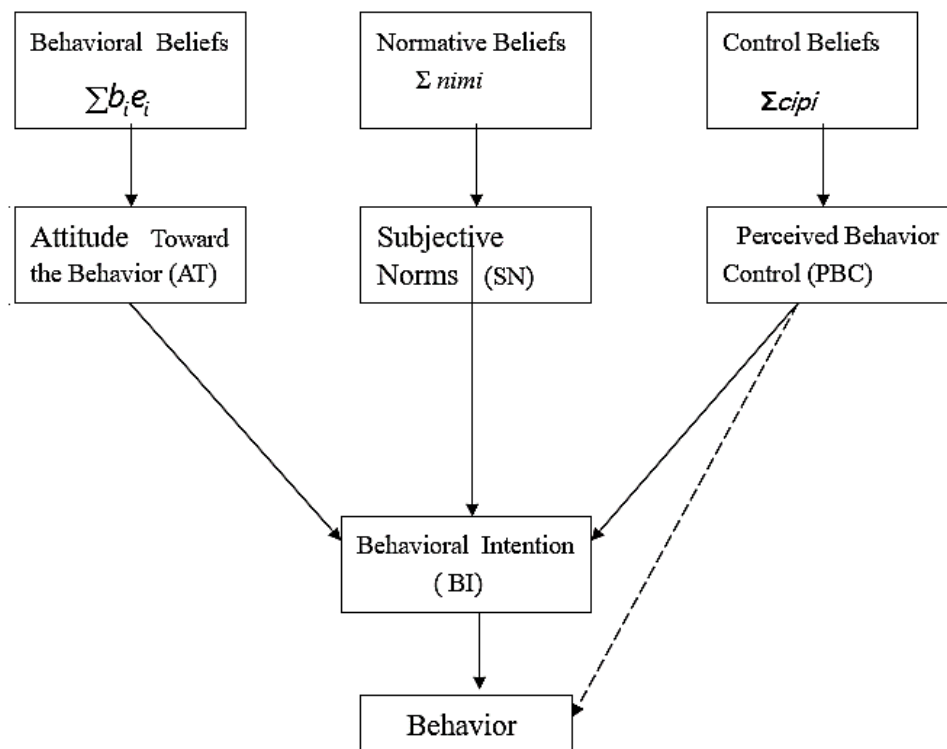 Behavioral Beliefs
∑bᵢeᵢ
Normative Beliefs
Σ nimi
Control Beliefs
Σcipi
Attitude Toward
the Behavior (AT)
Subjective
Norms (SN)
Perceived Behavior
Control (PBC)
Behavioral Intention
( BI)
Behavior